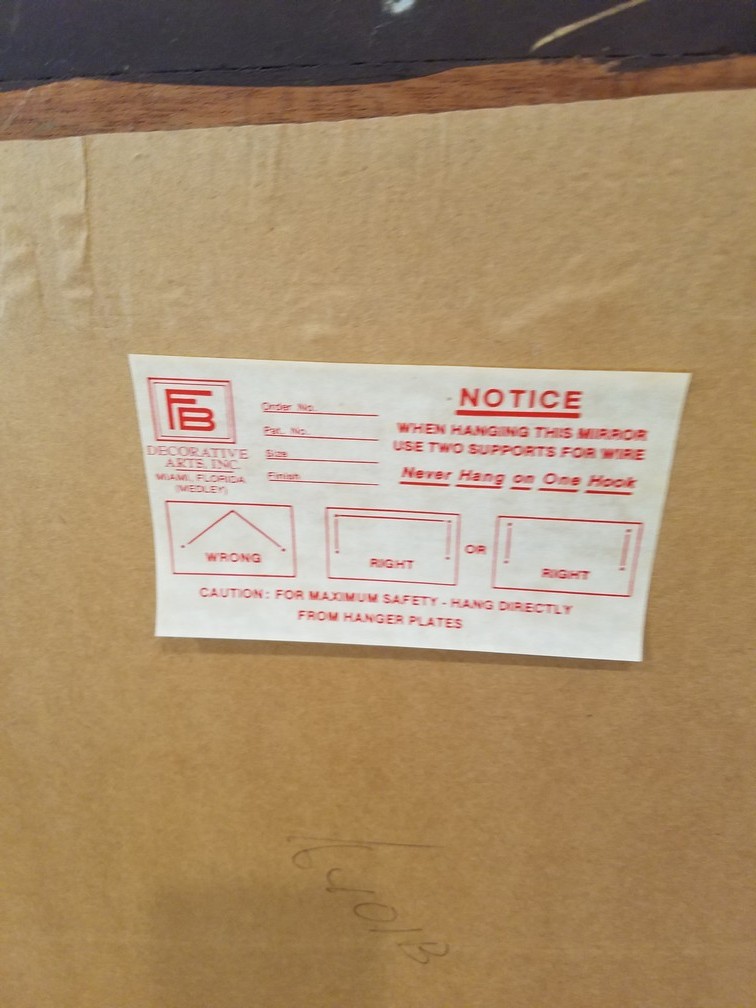 FB
DECORATIVE
ARTS, INC.
MIAMI, FLORIDA
(MEDLEY)
Order No.
Pat. No.
Size
Finish
NOTICE
WHEN HANGING THIS MIRROR
USE TWO SUPPORTS FOR WIRE
Never Hang on One Hook
WRONG
RIGHT
OR
RIGHT
CAUTION: FOR MAXIMUM SAFETY - HANG DIRECTLY
FROM HANGER PLATES